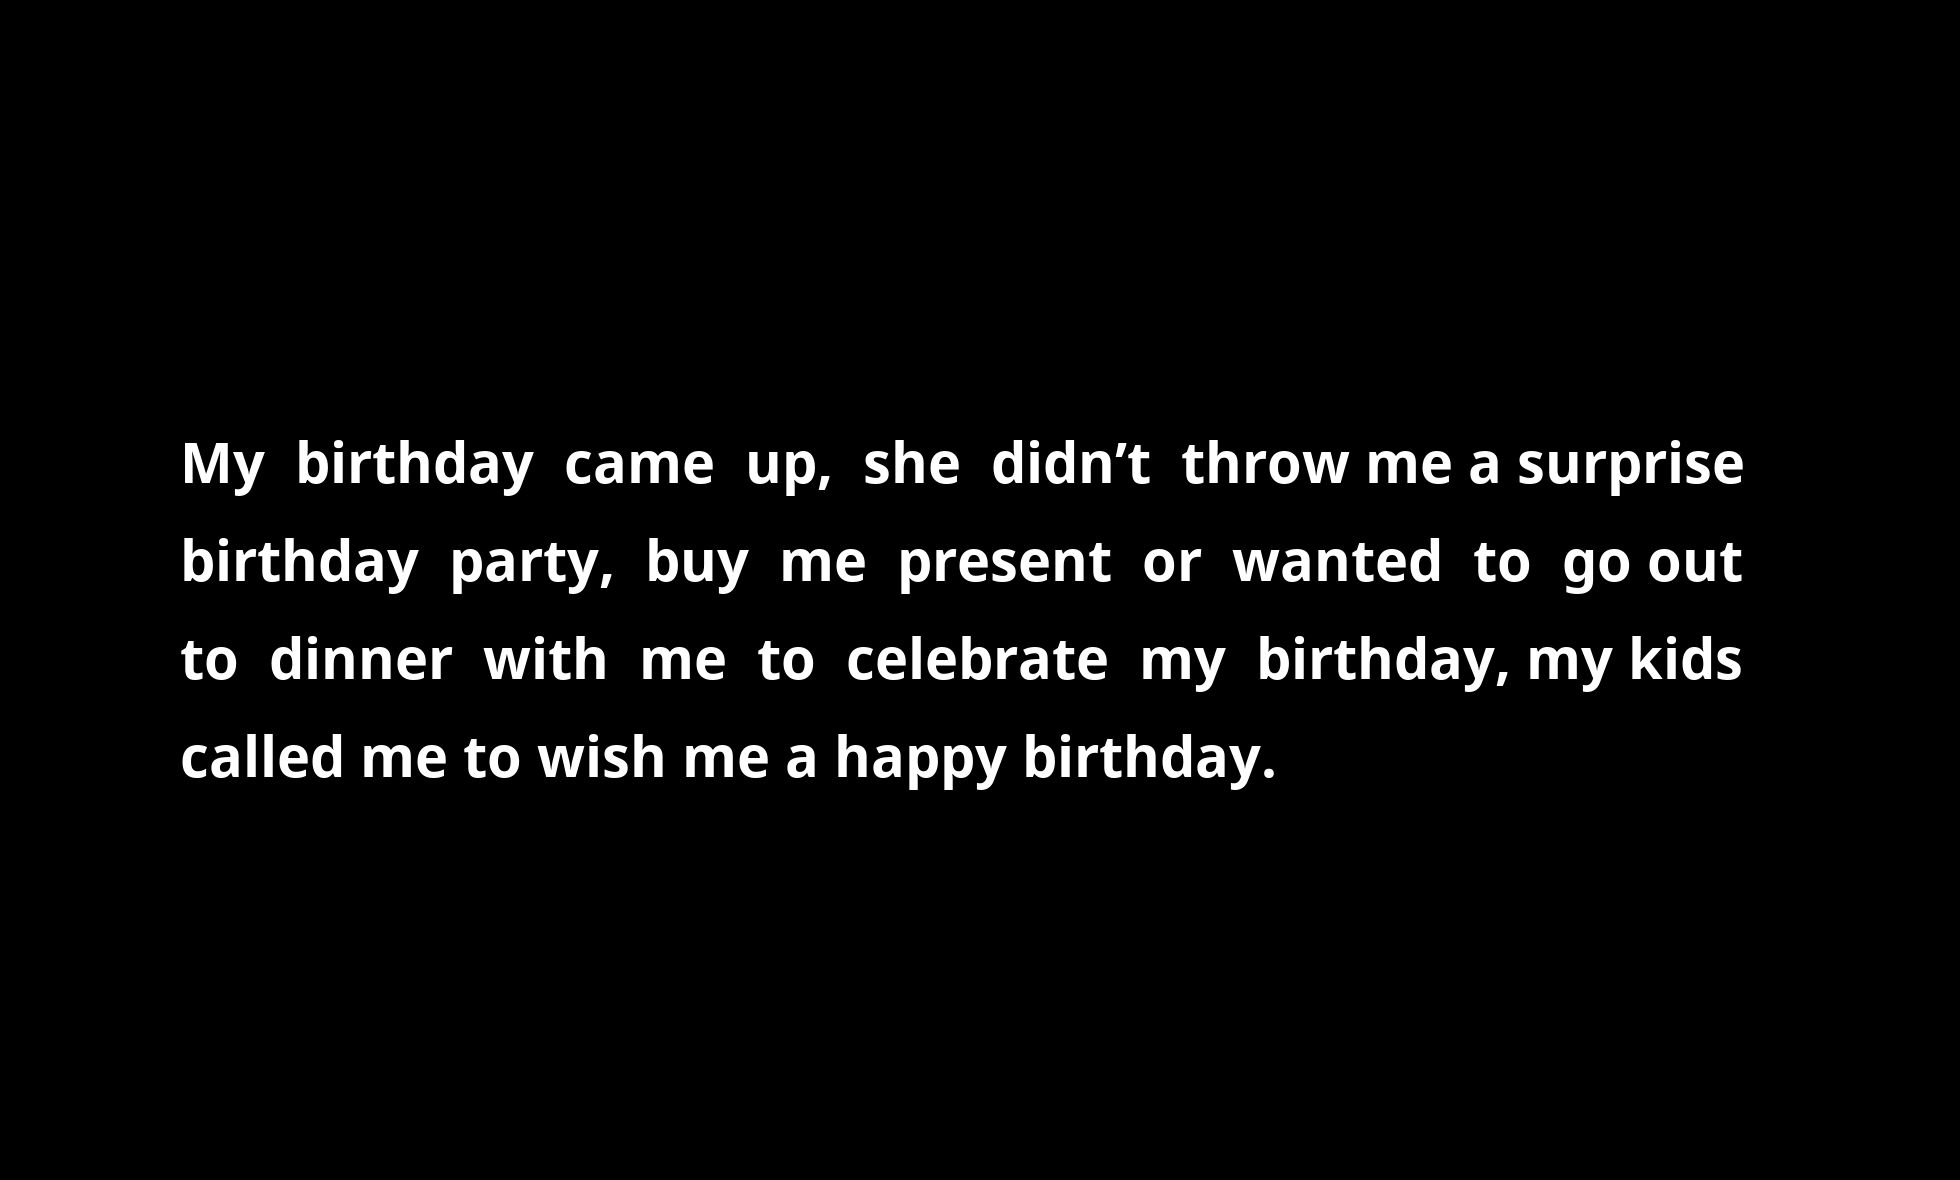 My birthday came up, she didn’t throw me a surprise
birthday party, buy me present or wanted to go out
to dinner with me to celebrate my birthday, my kids
called me to wish me a happy birthday.